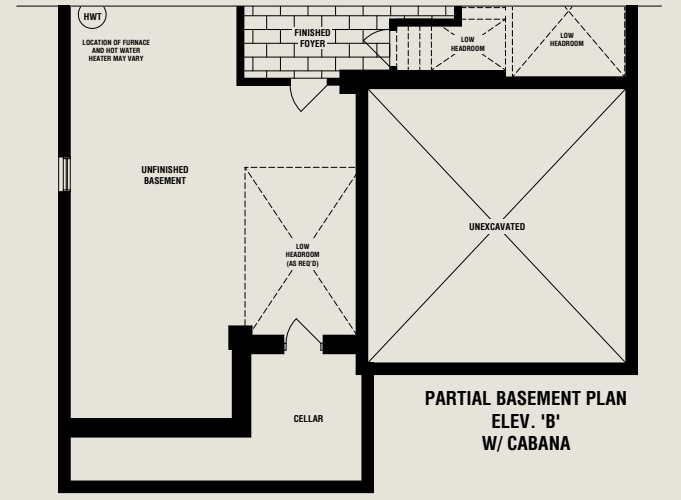 HWT
LOCATION OF FURNACE
AND HOT WATER
HEATER MAY VARY
FINISHED
FOYER
LOW
HEADROOM
LOW
HEADROOM
UNFINISHED
BASEMENT
LOW
HEADROOM
(AS REQ'D)
UNEXCAVATED
CELLAR
PARTIAL BASEMENT PLAN
ELEV. 'B'
W/ CABANA